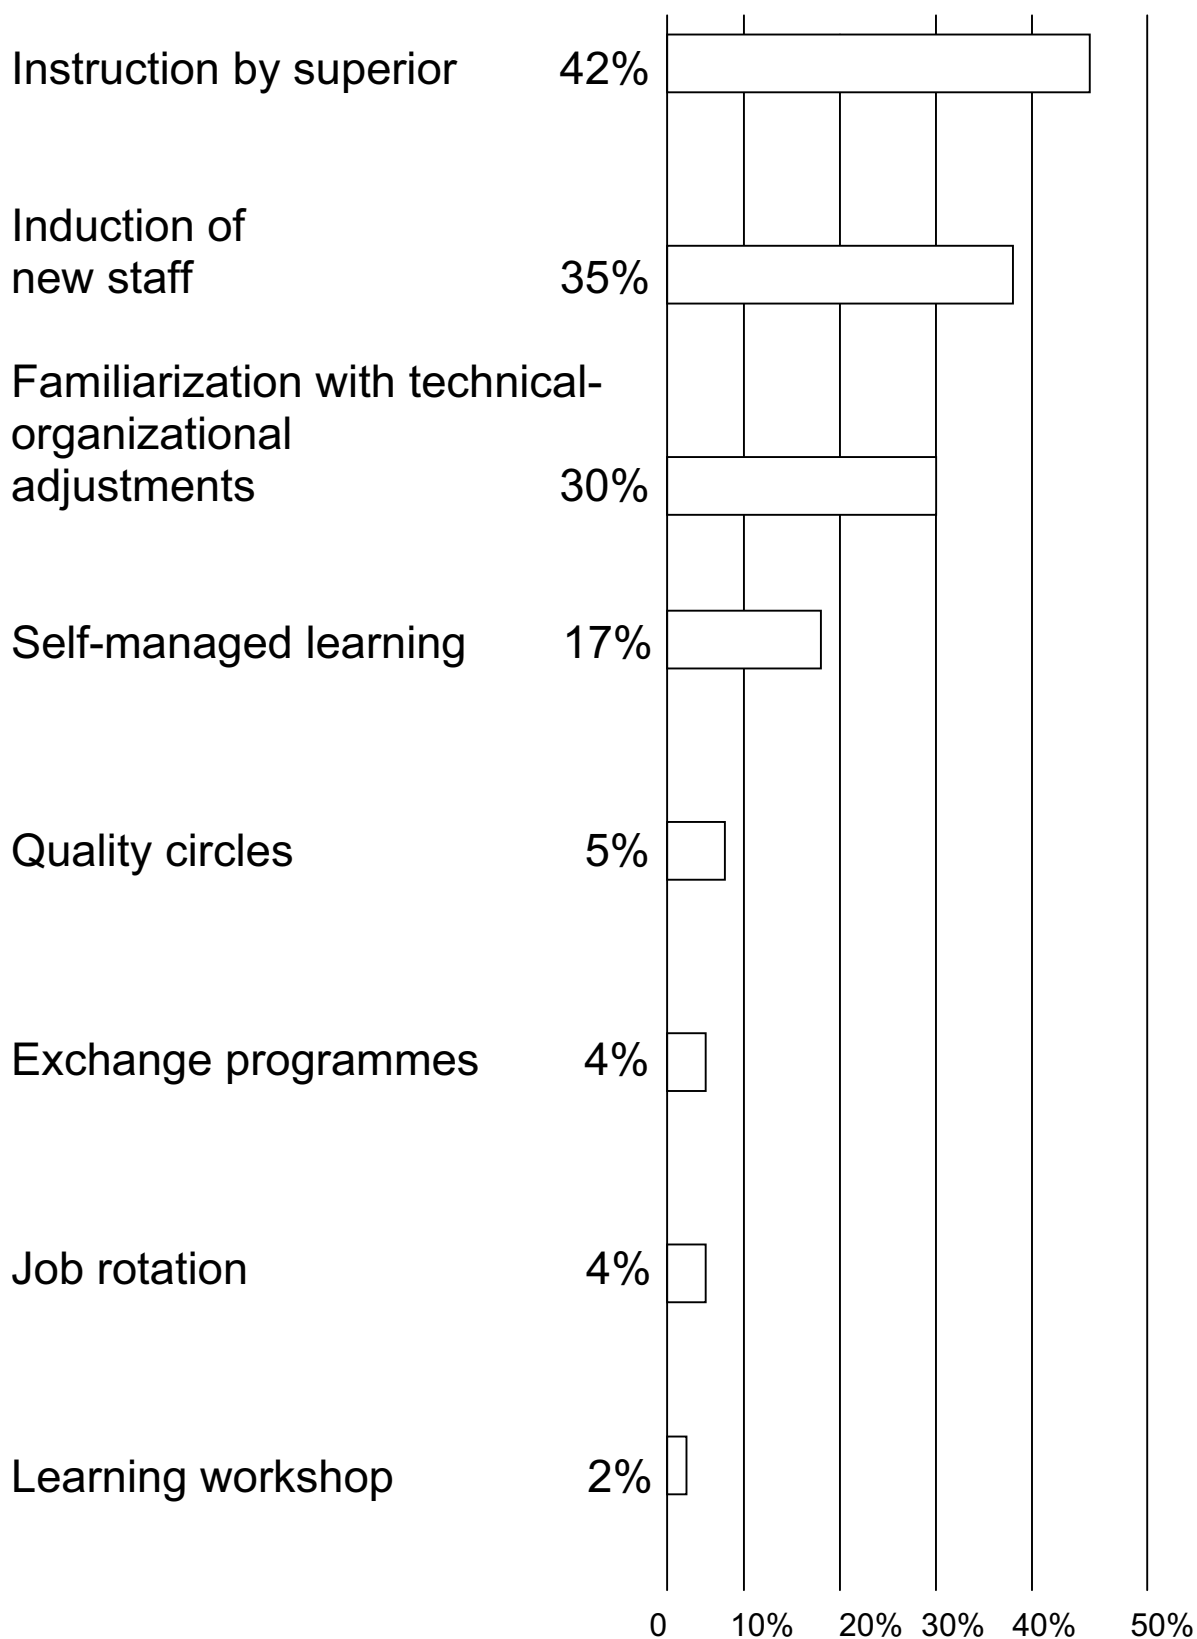 Instruction by superior 42%
Induction of
new staff 35%
Familiarization with technical-
organizational
adjustments 30%
Self-managed learning 17%
Quality circles 5%
Exchange programmes 4%
Job rotation 4%
Learning workshop 2%
0 10% 20% 30% 40% 50%